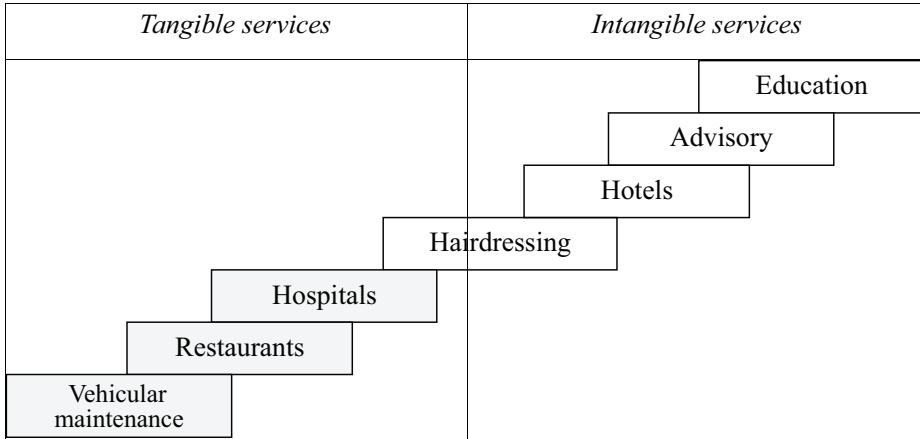 Tangible services
Intangible services
Education
Advisory
Hotels
Hairdressing
Hospitals
Restaurants
Vehicular
maintenance